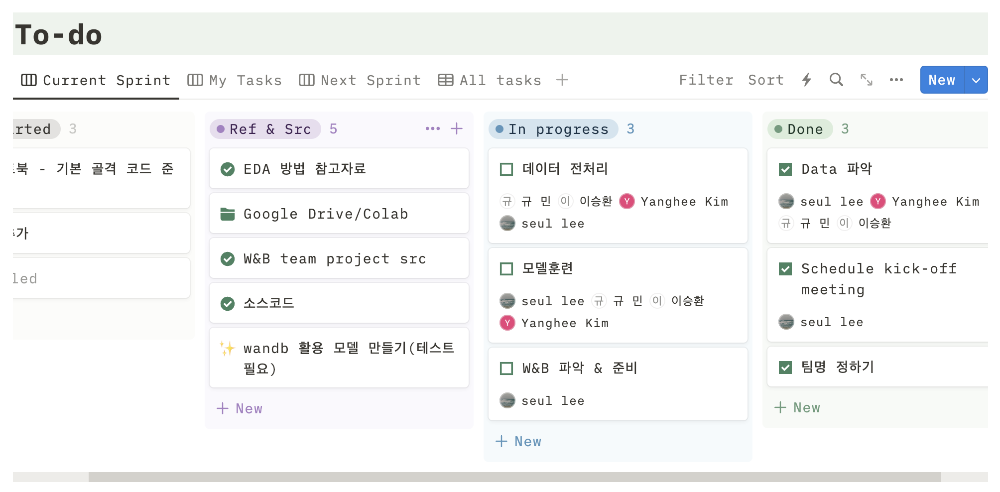 To-do
Current Sprint My Tasks Next Sprint All tasks Filter Sort New
3
북 - 기본 골격 코드 준
Ref & Src 5
EDA 방법 참고자료
Google Drive/Colab
W&B team project src
소스코드
wandb 활용 모델 만들기(테스트
필요)
New
In progress 3
데이터 전처리
규 규 민 이 이승환 Y Yanghee Kim
seul lee
모델훈련
seul lee 규 규 민 이 이승환
Y Yanghee Kim
W&B 파악 & 준비
seul lee
New
Done 3
Data 파악
seul lee Y Yanghee Kim
규 규 민 이 이승환
Schedule kick-off
meeting
seul lee
팀명 정하기
New